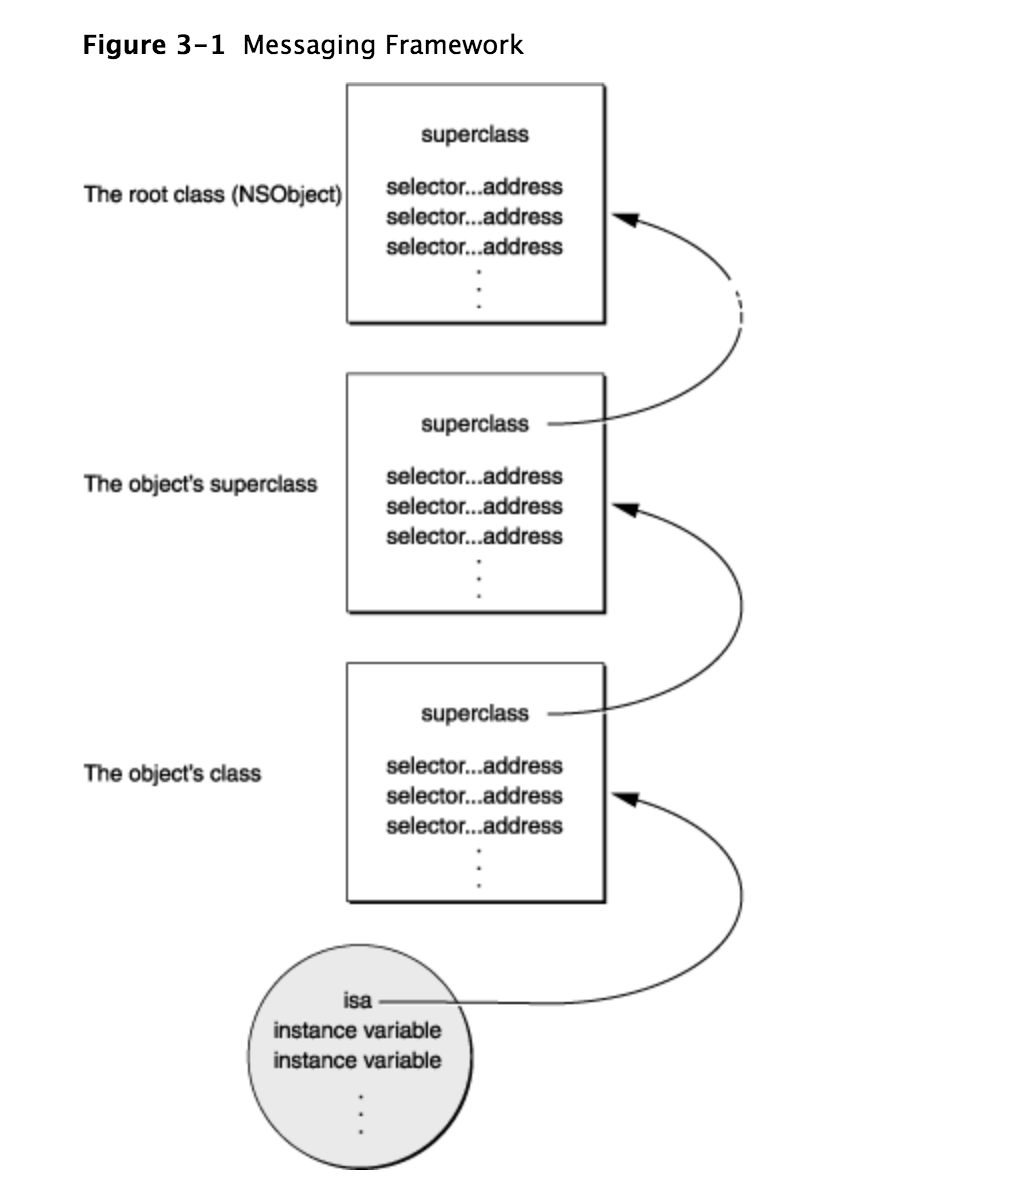 Figure 3–1 Messaging Framework
superclass
The root class (NSObject)
selector...address
selector...address
selector...address
superclass
The object's superclass
selector...address
selector...address
selector...address
superclass
The object's class
selector...address
selector...address
selector...address
isa
instance variable
instance variable